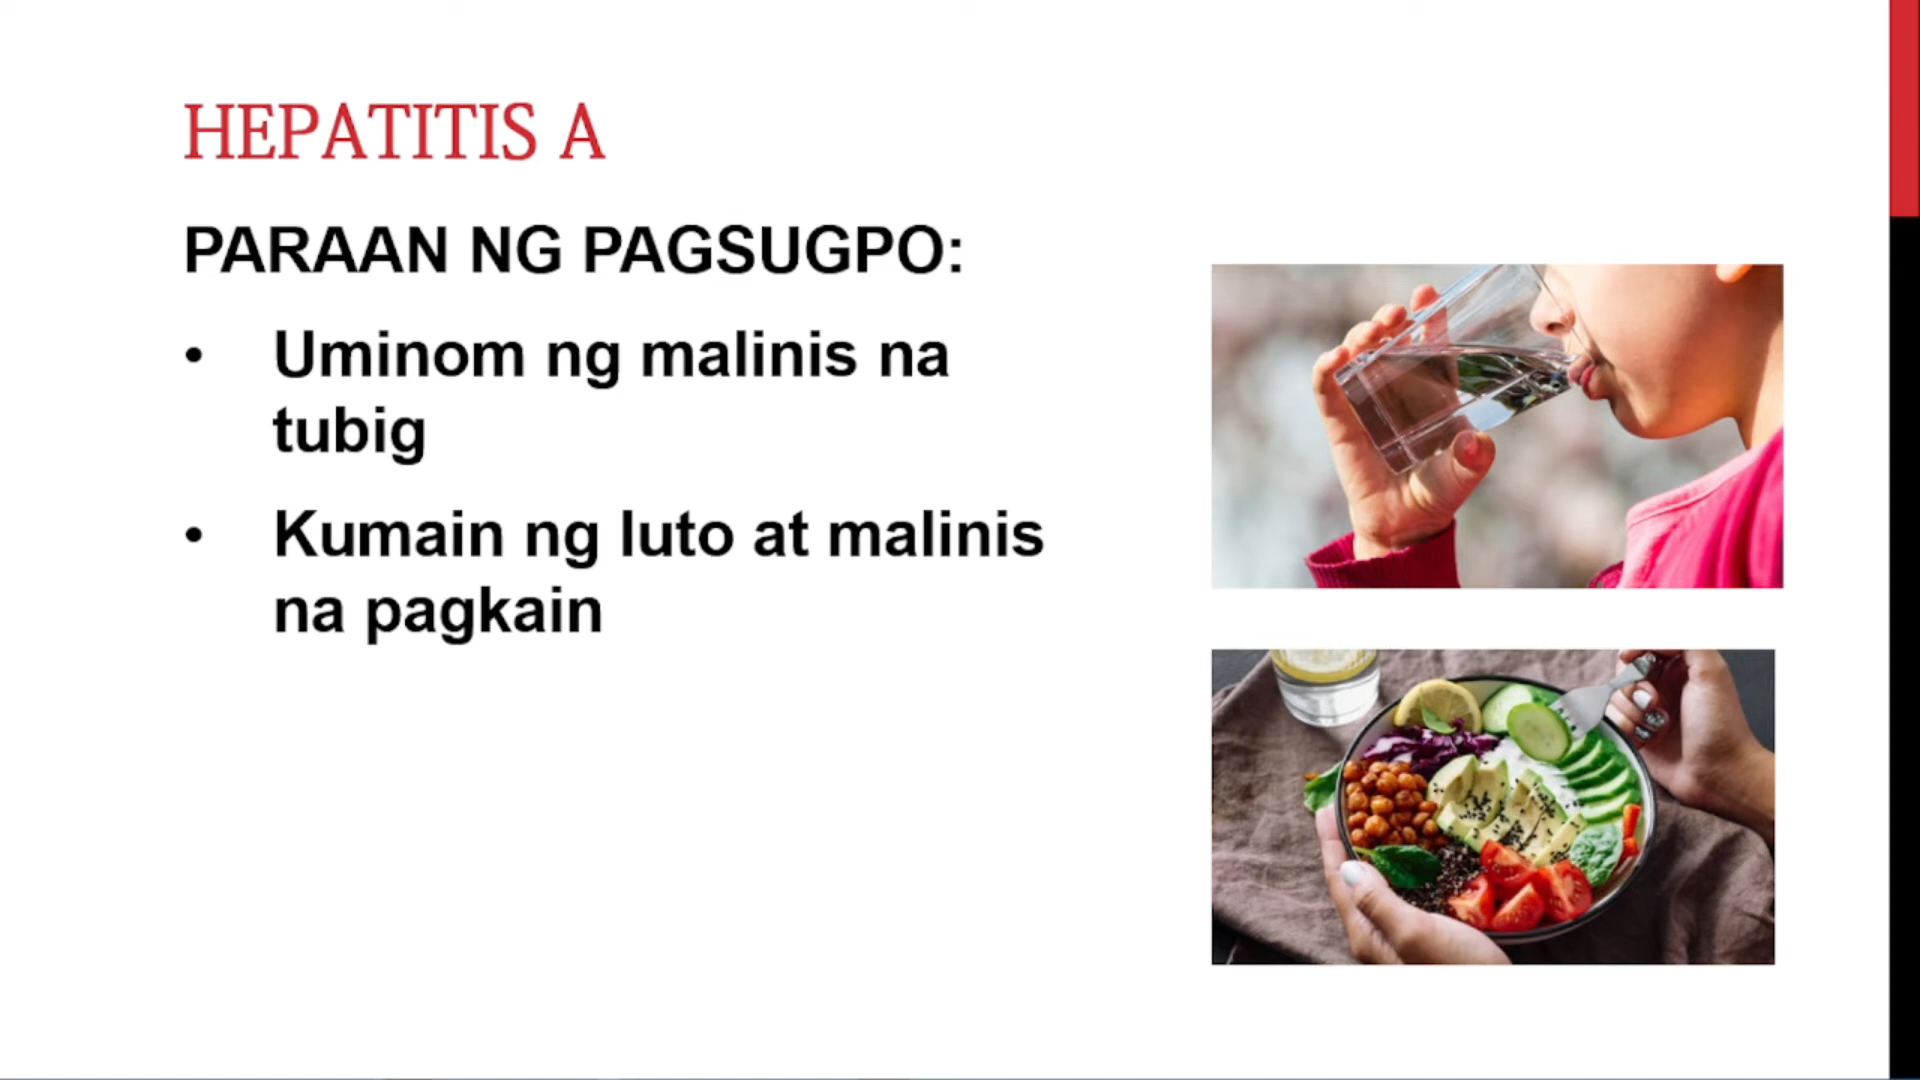 HEPATITIS A
PARAAN NG PAGSUGPO:
• Uminom ng malinis na
tubig
• Kumain ng luto at malinis
na pagkain